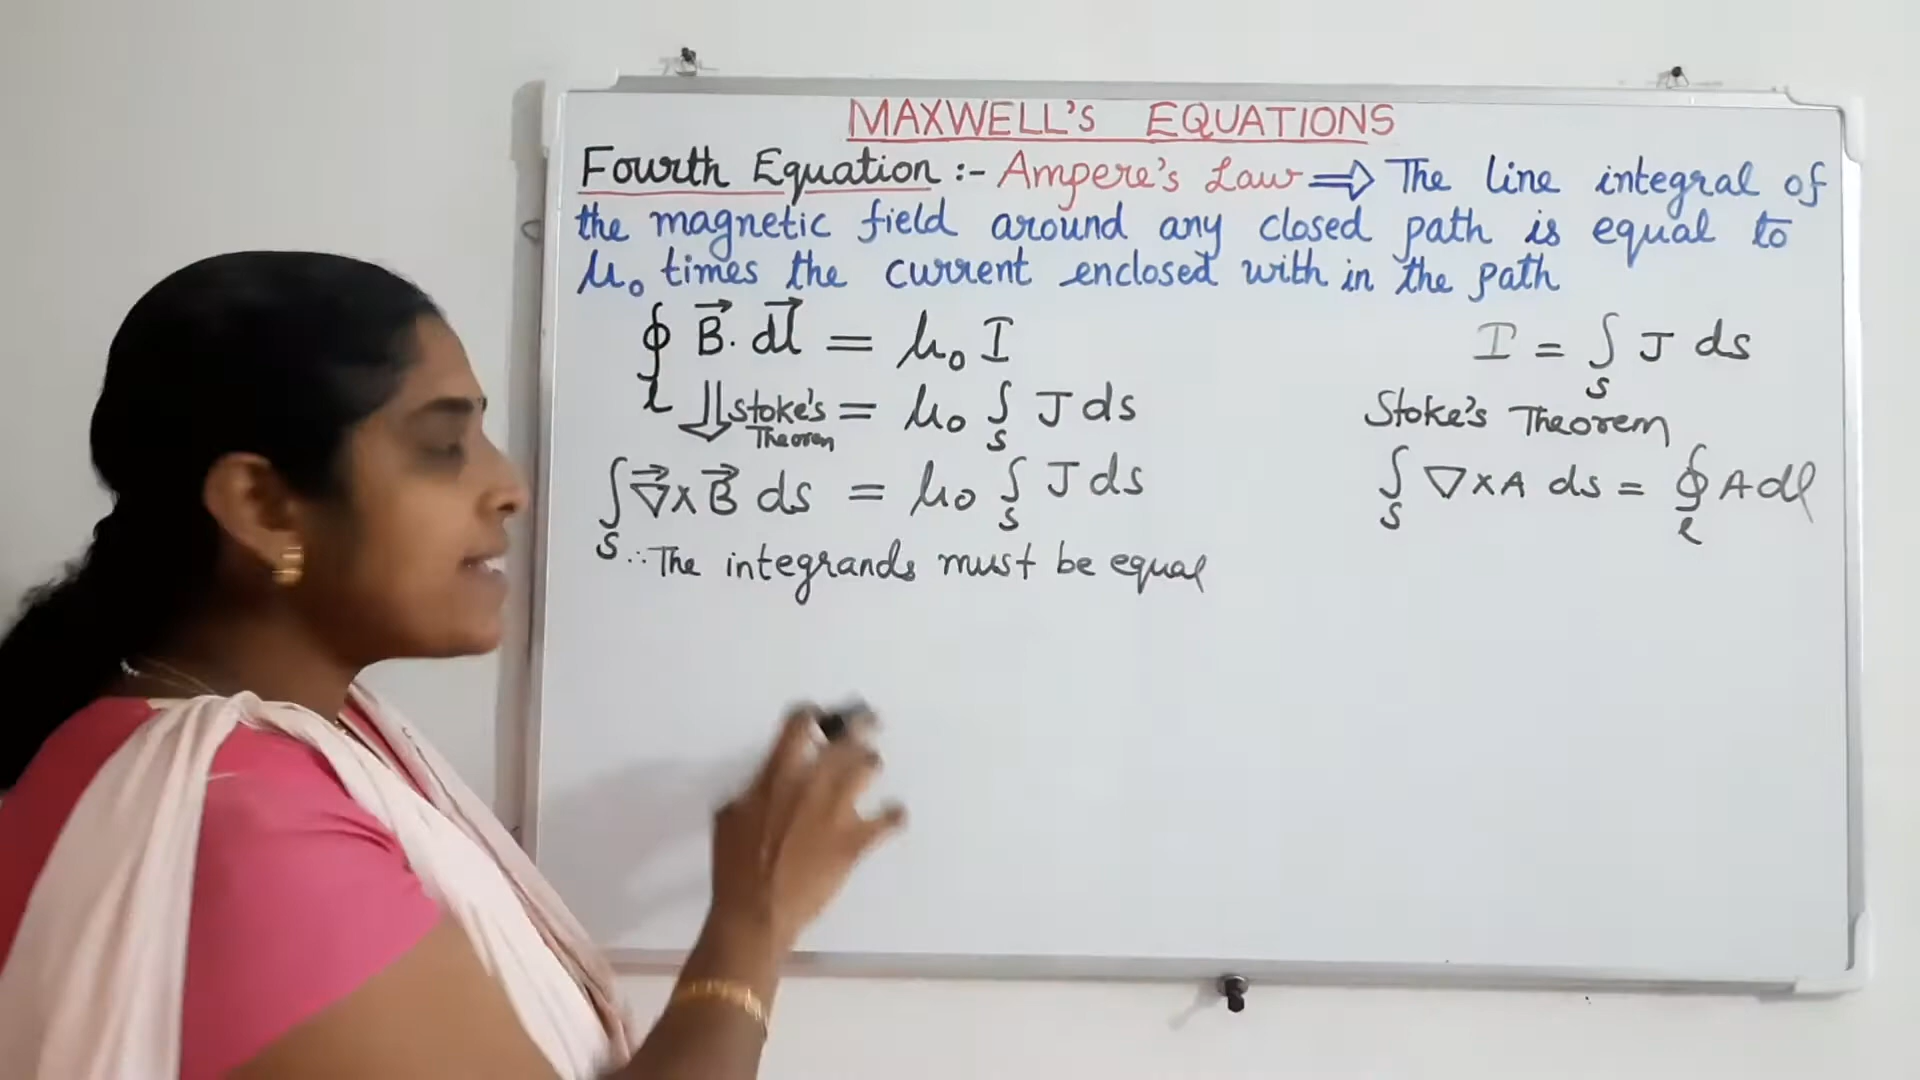 MAXWELL'S EQUATIONS
Fourth Equation :- Ampere's Law ⇒ The line integral of
the magnetic field around any closed path is equal to
μ₀ times the current enclosed with in the path
∮ₗ B⃗. dl⃗ = μ₀ I
⇓ Stoke's Theorem = μ₀ ∫ₛ J ds
∫ₛ ∇⃗ x B⃗ ds = μ₀ ∫ₛ J ds
∴ The integrands must be equal
I = ∫ₛ J ds
Stoke's Theorem
∫ₛ ∇ x A ds = ∮ₗ A dl